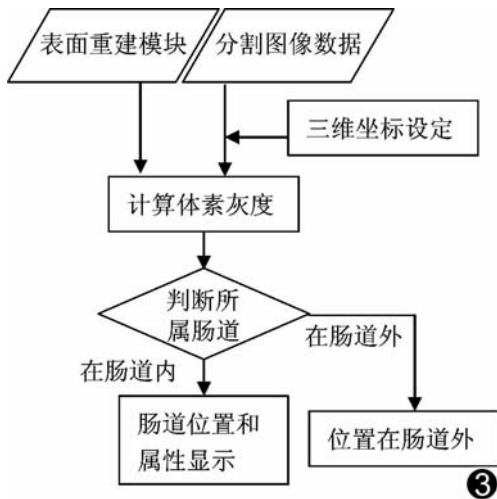 表面重建模块
分割图像数据
三维坐标设定
计算体素灰度
判断所
属肠道
在肠道外
在肠道内
肠道位置和
属性显示
位置在肠道外
3